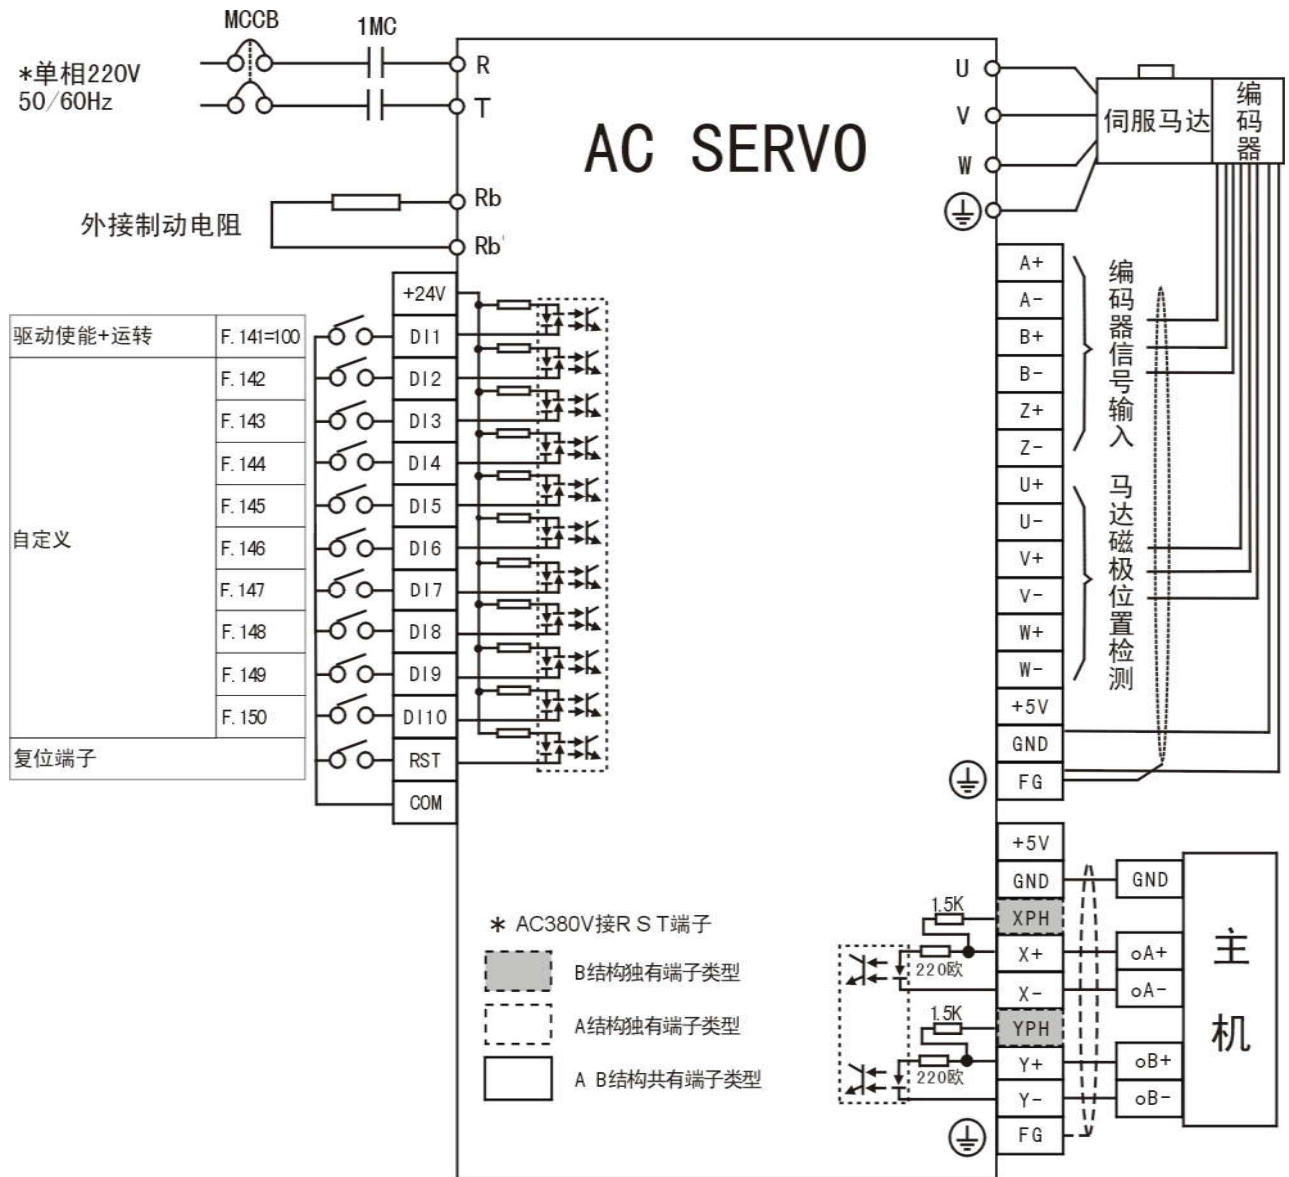 MCCB
1MC
*单相220V
50/60Hz
R
T
AC SERVO
U
V
W
伺服马达
编码器
外接制动电阻
Rb
Rb'
+24V
驱动使能+运转 F.141=100 DI1
自定义
F.142 DI2
F.143 DI3
F.144 DI4
F.145 DI5
F.146 DI6
F.147 DI7
F.148 DI8
F.149 DI9
F.150 DI10
复位端子 RST
COM
A+
A-
B+
B-
Z+
Z-
编码器信号输入
U+
U-
V+
V-
W+
W-
马达磁极位置检测
+5V
GND
FG
+5V
GND GND
XPH
1.5K
X+ oA+
220欧
X- oA-
YPH
1.5K
Y+ oB+
220欧
Y- oB-
FG
主机
* AC380V接R S T端子
B结构独有端子类型
A结构独有端子类型
A B结构共有端子类型